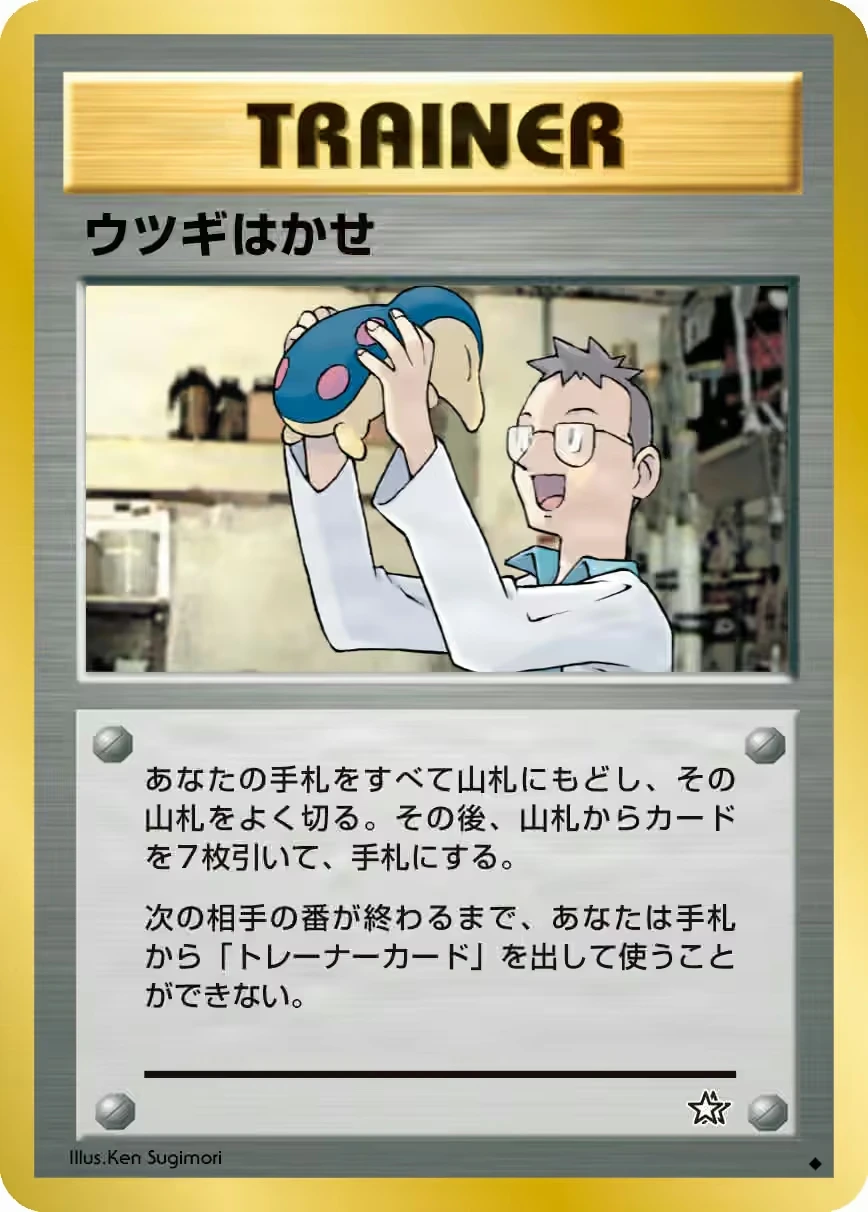 TRAINER
ウツギはかせ
あなたの手札をすべて山札にもどし、その
山札をよく切る。その後、山札からカード
を7枚引いて、手札にする。
次の相手の番が終わるまで、あなたは手札
から「トレーナーカード」を出して使うこと
ができない。
Illus.Ken Sugimori